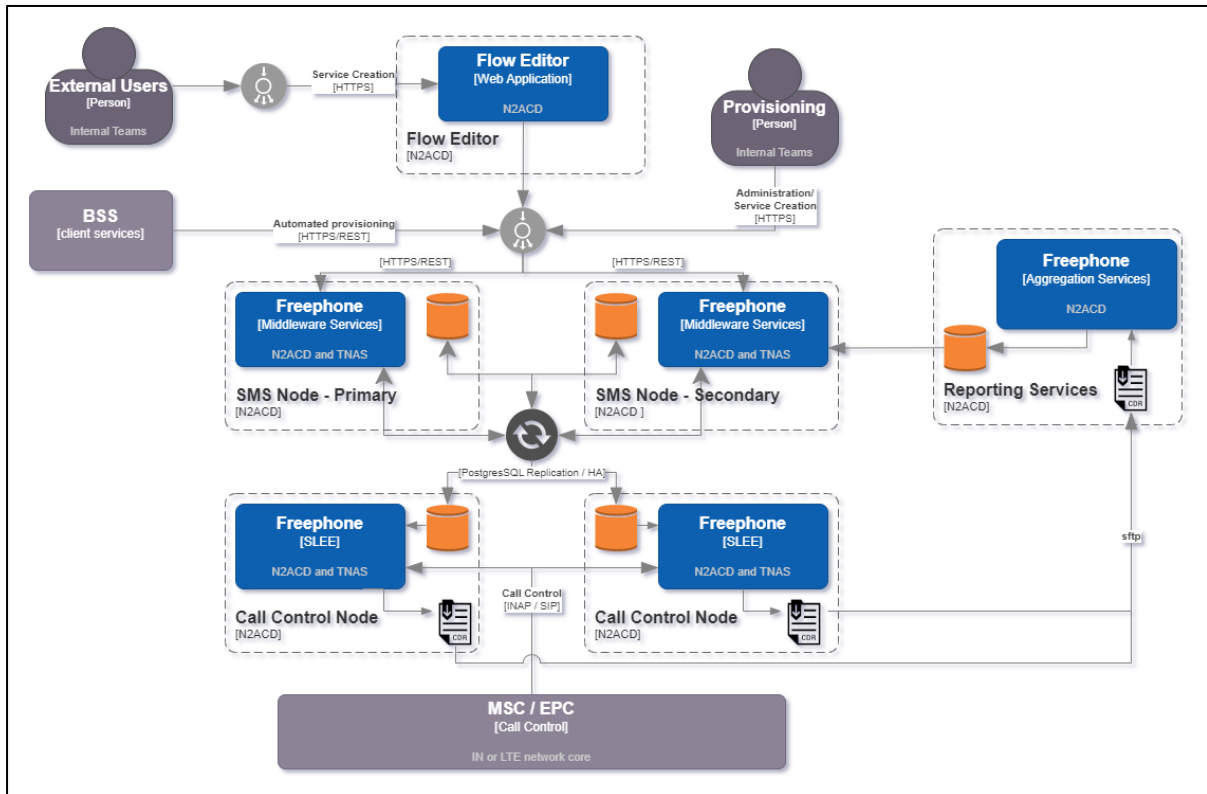 External Users
[Person]
Internal Teams
Service Creation
[HTTPS]
Flow Editor
[Web Application]
N2ACD
Flow Editor
[N2ACD]
Provisioning
[Person]
Internal Teams
Administration/
Service Creation
[HTTPS]
BSS
[client services]
Automated provisioning
[HTTPS/REST]
[HTTPS/REST]
[HTTPS/REST]
Freephone
[Middleware Services]
N2ACD and TNAS
SMS Node - Primary
[N2ACD]
Freephone
[Middleware Services]
N2ACD and TNAS
SMS Node - Secondary
[N2ACD ]
Freephone
[Aggregation Services]
N2ACD
Reporting Services
[N2ACD]
CDR
[PostgresSQL Replication / HA]
Freephone
[SLEE]
N2ACD and TNAS
Call Control Node
[N2ACD]
CDR
Call Control
[INAP / SIP]
Freephone
[SLEE]
N2ACD and TNAS
Call Control Node
[N2ACD]
CDR
sftp
MSC / EPC
[Call Control]
IN or LTE network core